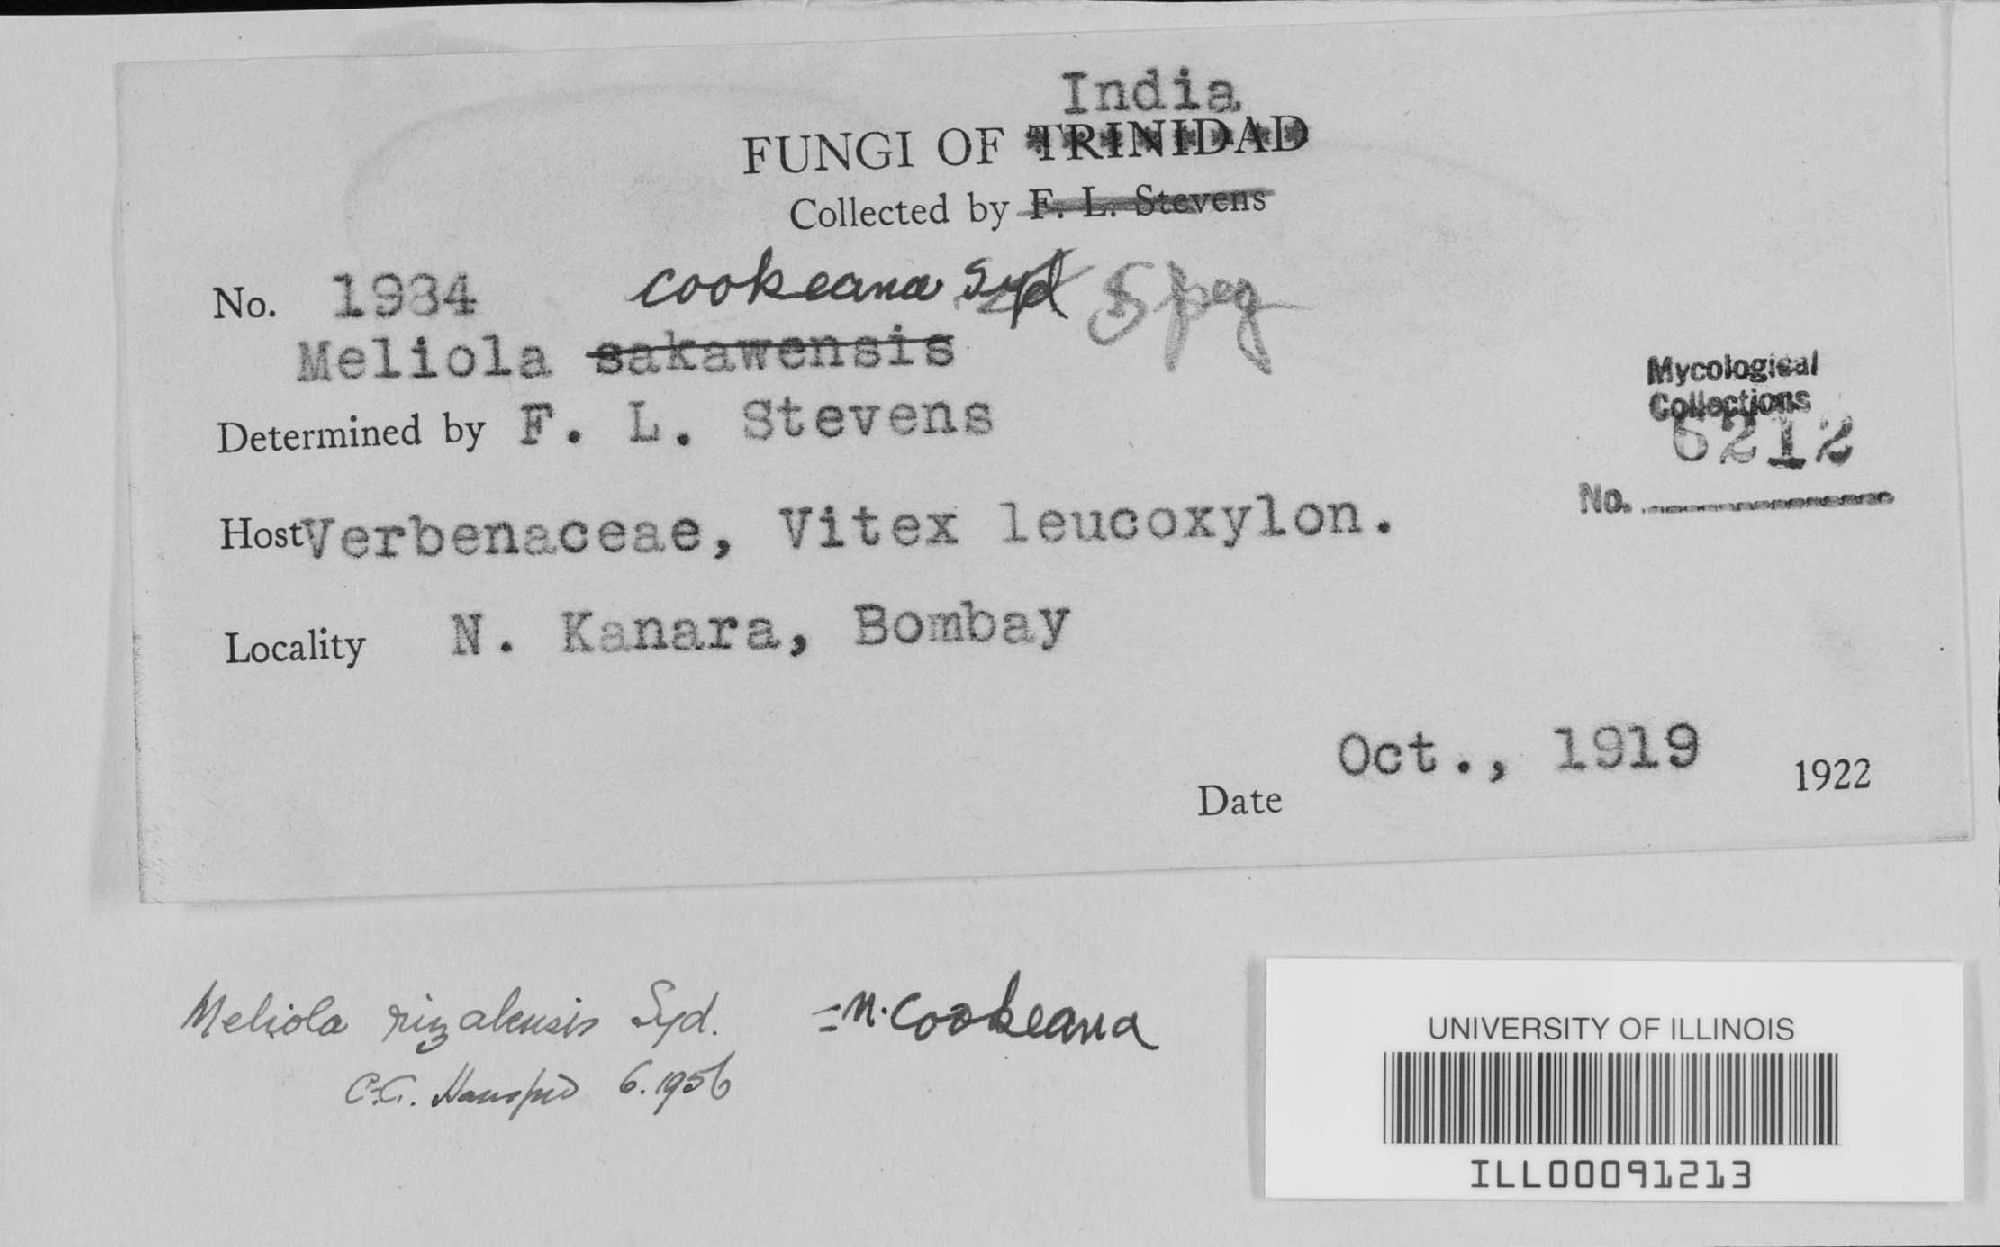 India
FUNGI OF TRINIDAD
Collected by F. L. Stevens
No. 1934 cookeana Syd Speg
Meliola sakawensis
Determined by F. L. Stevens
Mycological
Collections
6212
No.
Host Verbenaceae, Vitex leucoxylon.
Locality N. Kanara, Bombay
Date Oct., 1919 1922
Meliola rizalensis Syd. = M. Cookeana
C.G. Hansford 6.1956
UNIVERSITY OF ILLINOIS
ILL00091213